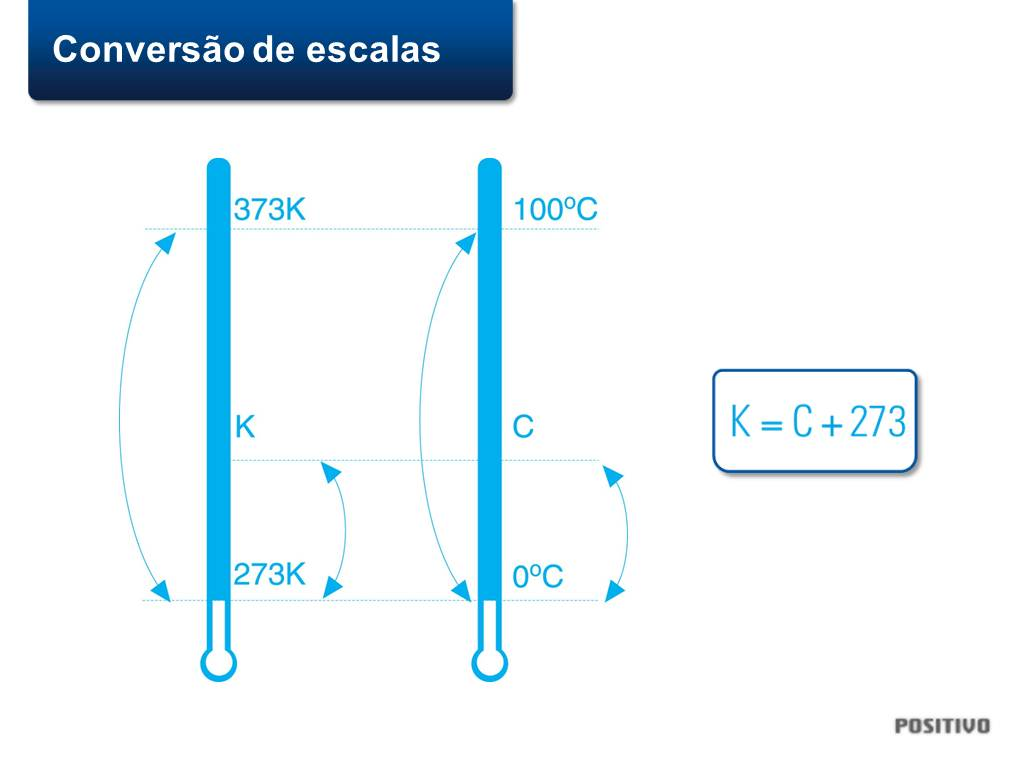 Conversão de escalas
373K
100ºC
K
C
K = C + 273
273K
0ºC
POSITIVO